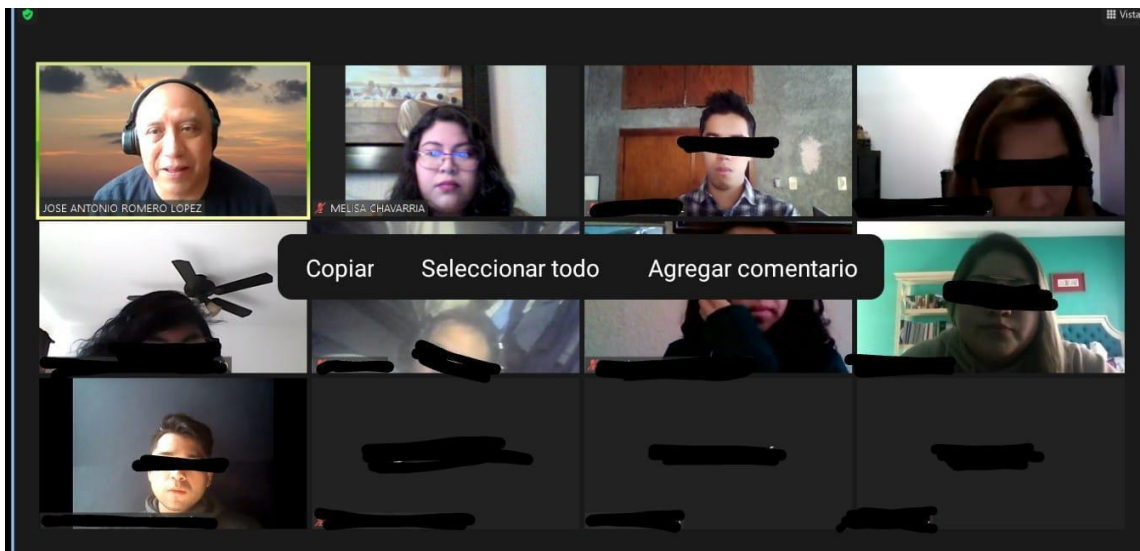 Vista
JOSE ANTONIO ROMERO LOPEZ
MELISA CHAVARRIA
Copiar Seleccionar todo Agregar comentario